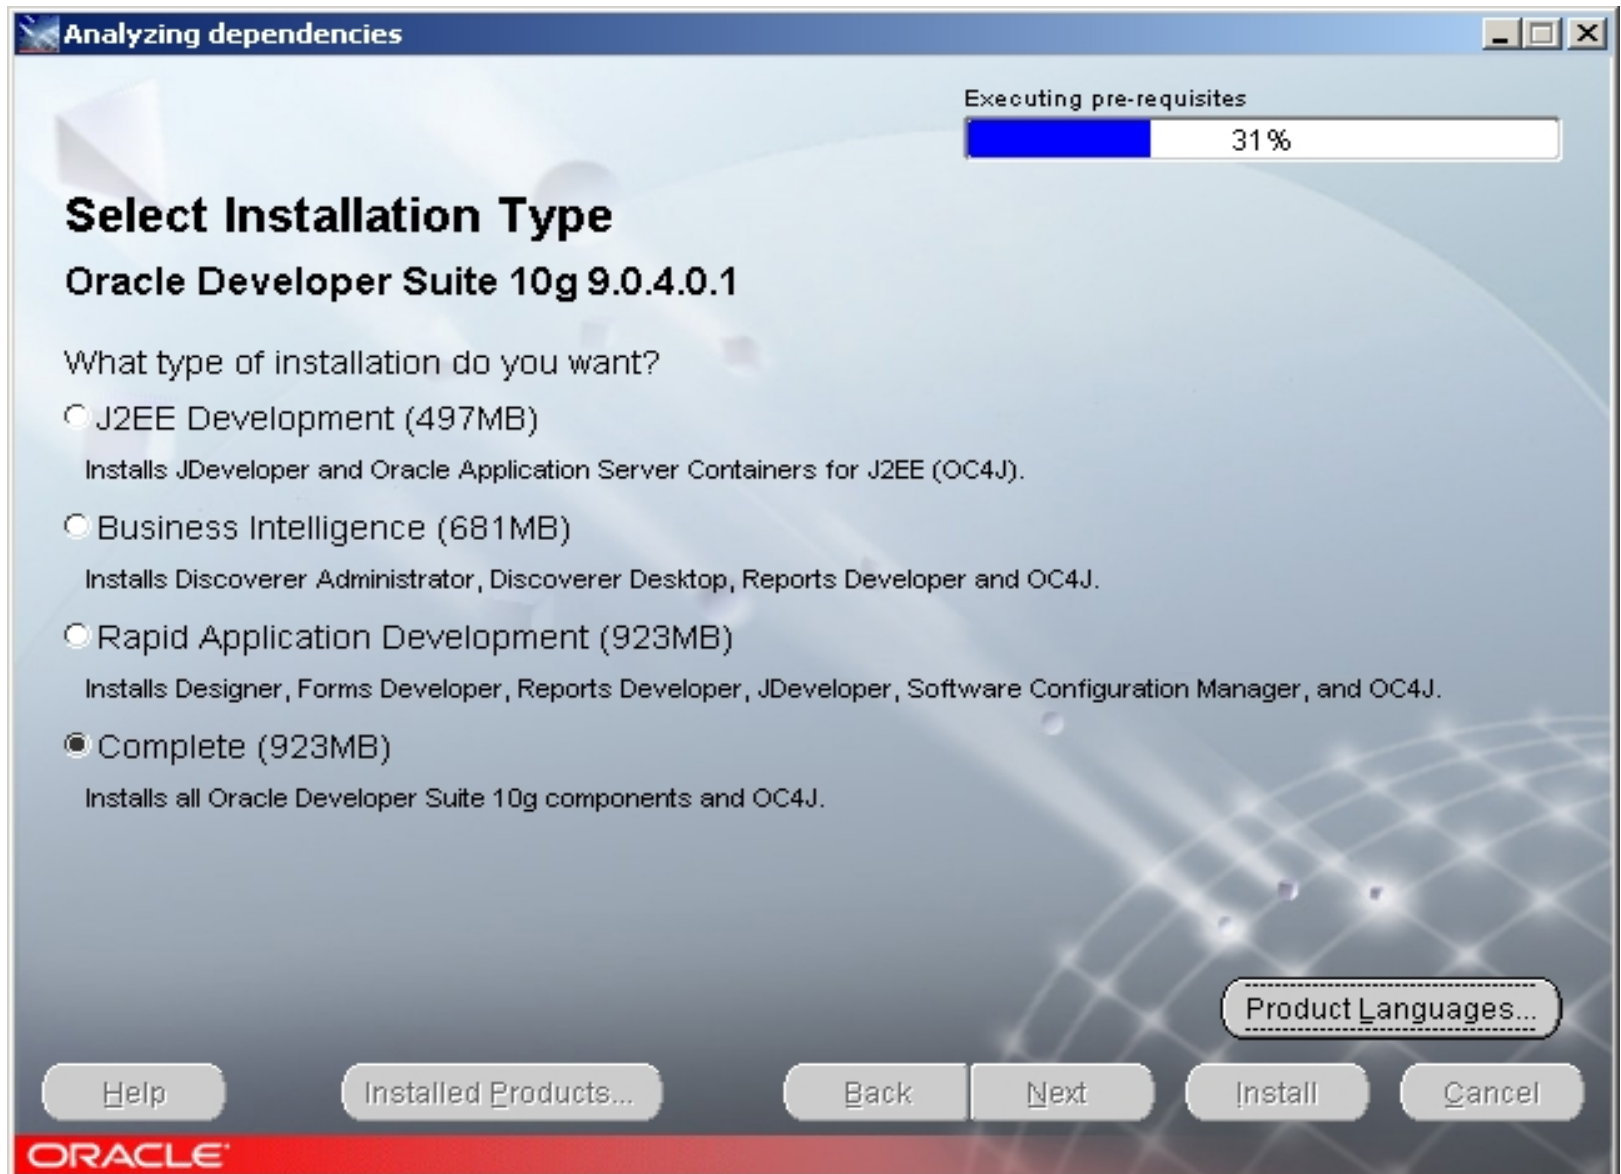 Analyzing dependencies
Executing pre-requisites
31%
Select Installation Type
Oracle Developer Suite 10g 9.0.4.0.1
What type of installation do you want?
J2EE Development (497MB)
Installs JDeveloper and Oracle Application Server Containers for J2EE (OC4J).
Business Intelligence (681MB)
Installs Discoverer Administrator, Discoverer Desktop, Reports Developer and OC4J.
Rapid Application Development (923MB)
Installs Designer, Forms Developer, Reports Developer, JDeveloper, Software Configuration Manager, and OC4J.
Complete (923MB)
Installs all Oracle Developer Suite 10g components and OC4J.
Product Languages...
Help Installed Products... Back Next Install Cancel
ORACLE